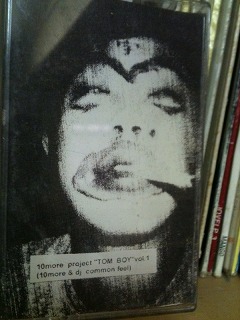 10more project "TOM BOY"vol.1
(10more & dj common feel)